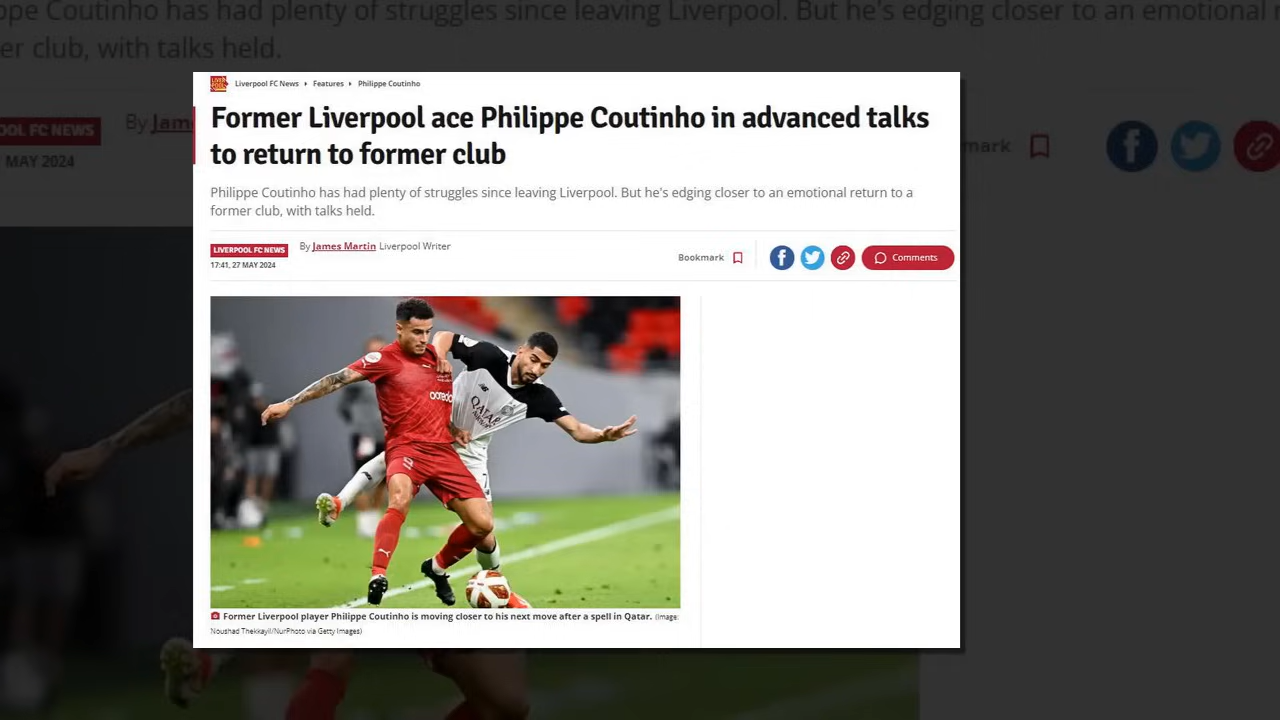 ppe Coutinho has had plenty of struggles since leaving Liverpool. But he's edging closer to an emotional
er club, with talks held.
Liverpool FC News Features Philippe Coutinho
Former Liverpool ace Philippe Coutinho in advanced talks
to return to former club
Philippe Coutinho has had plenty of struggles since leaving Liverpool. But he's edging closer to an emotional return to a
former club, with talks held.
OOL FC NEWS
By Jam
MAY 2024
mark
LIVERPOOL FC NEWS
By James Martin Liverpool Writer
17:41, 27 MAY 2024
Bookmark
Comments
ooredo
QATAR
7
Former Liverpool player Philippe Coutinho is moving closer to his next move after a spell in Qatar. (Image:
Noushad Thekkayil/NurPhoto via Getty Images)